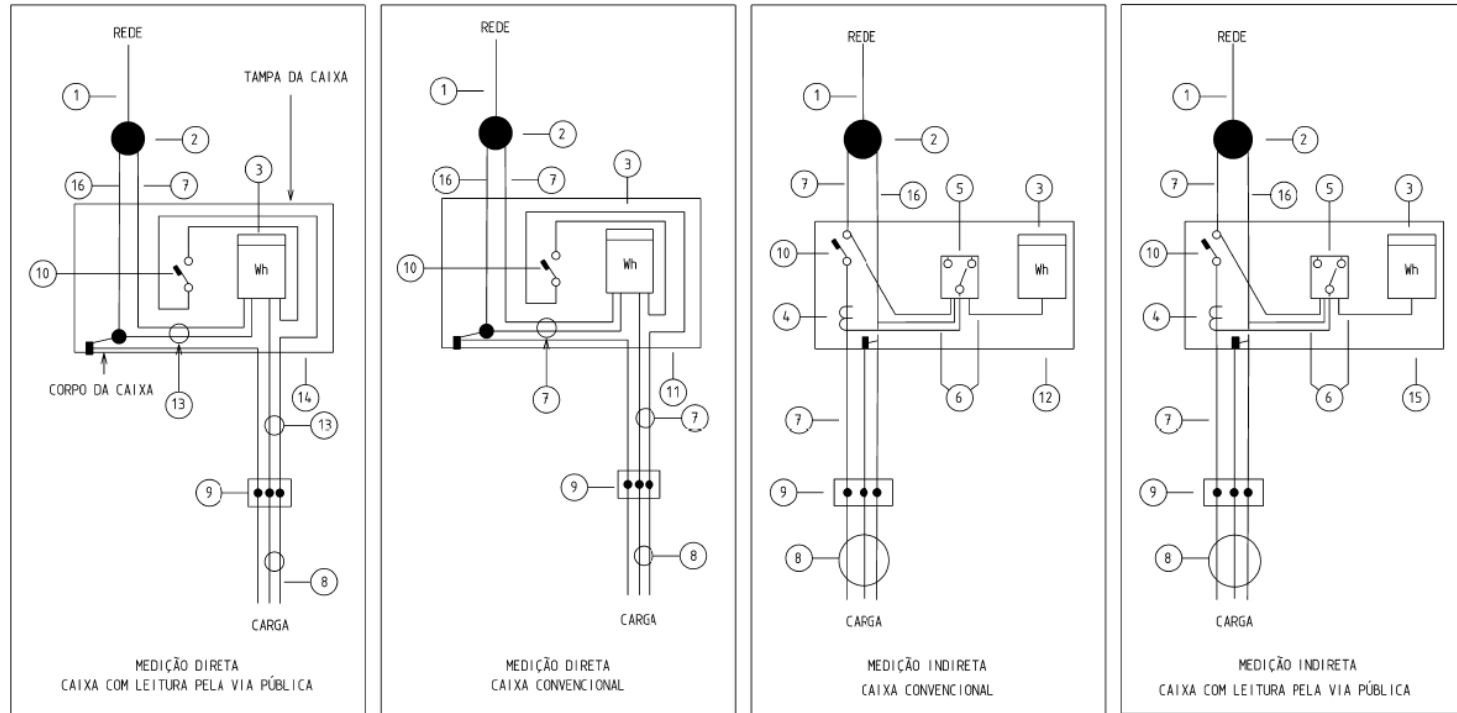 REDE
TAMPA DA CAIXA
1
2
3
16
7
10
Wh
CORPO DA CAIXA
13
14
13
9
8
CARGA
MEDIÇÃO DIRETA
CAIXA COM LEITURA PELA VIA PÚBLICA
REDE
1
2
3
16
7
10
Wh
7
11
7
9
8
CARGA
MEDIÇÃO DIRETA
CAIXA CONVENCIONAL
REDE
1
2
7
16
5
3
10
Wh
4
6
12
7
9
8
CARGA
MEDIÇÃO INDIRETA
CAIXA CONVENCIONAL
REDE
1
2
7
16
5
3
10
Wh
4
6
15
7
9
8
CARGA
MEDIÇÃO INDIRETA
CAIXA COM LEITURA PELA VIA PÚBLICA